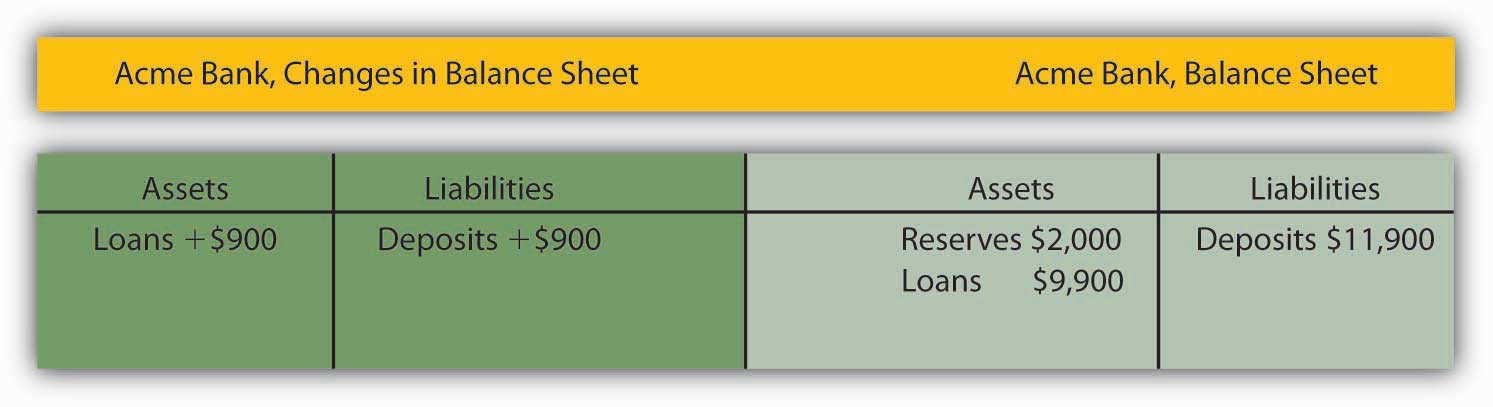 Acme Bank, Changes in Balance Sheet Acme Bank, Balance Sheet
Assets Liabilities Assets Liabilities
Loans +$900 Deposits +$900 Reserves $2,000 Deposits $11,900
Loans $9,900